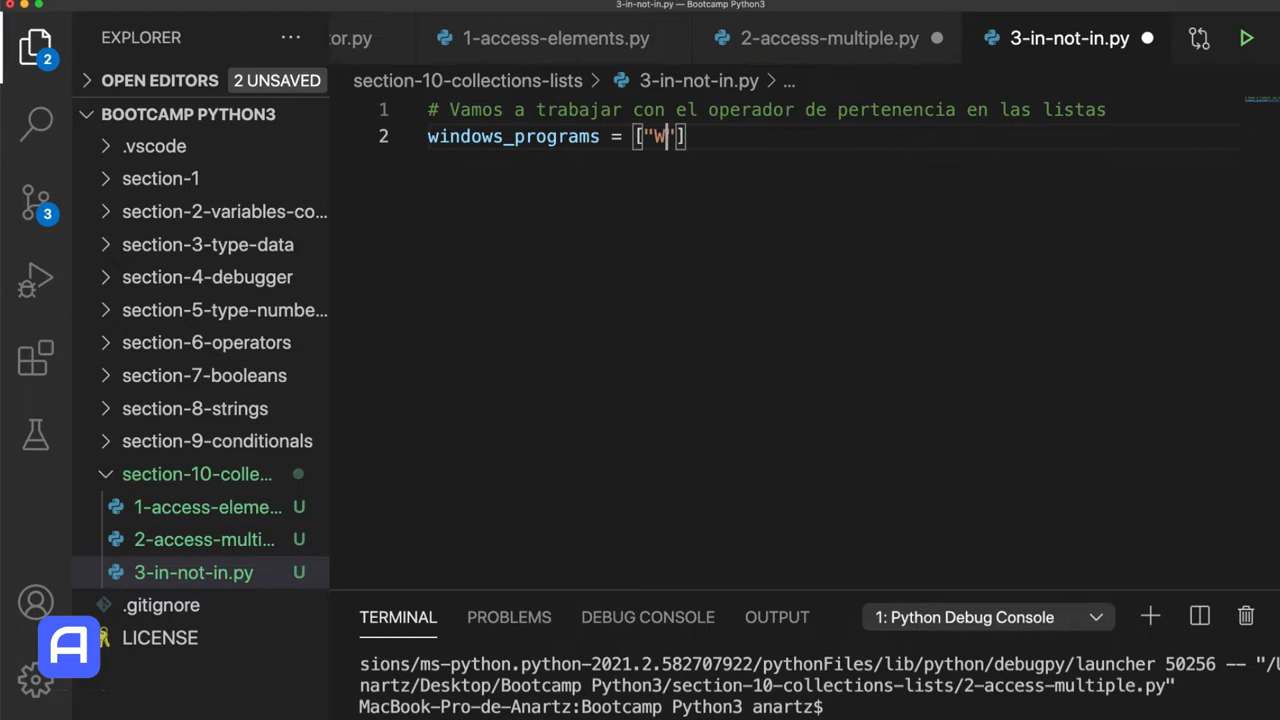 3-in-not-in.py — Bootcamp Python3
EXPLORER
tor.py
1-access-elements.py
2-access-multiple.py
3-in-not-in.py
2
OPEN EDITORS
2 UNSAVED
section-10-collections-lists > 3-in-not-in.py > ...
BOOTCAMP PYTHON3
1 # Vamos a trabajar con el operador de pertenencia en las listas
2 windows_programs = ["W"]
.vscode
section-1
3
section-2-variables-co...
section-3-type-data
section-4-debugger
section-5-type-numbe...
section-6-operators
section-7-booleans
section-8-strings
section-9-conditionals
section-10-colle...
1-access-eleme... U
2-access-multi... U
3-in-not-in.py U
.gitignore
LICENSE
A
TERMINAL PROBLEMS DEBUG CONSOLE OUTPUT 1: Python Debug Console
sions/ms-python.python-2021.2.582707922/pythonFiles/lib/python/debugpy/launcher 50256 -- "/U
nartz/Desktop/Bootcamp Python3/section-10-collections-lists/2-access-multiple.py"
MacBook-Pro-de-Anartz:Bootcamp Python3 anartz$